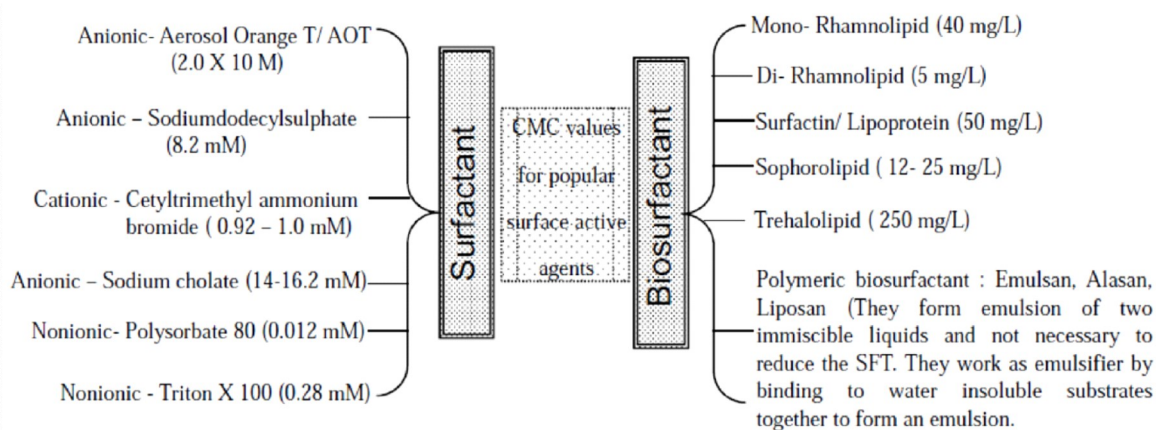 Anionic- Aerosol Orange T/ AOT
(2.0 X 10 M)
Anionic – Sodiumdodecylsulphate
(8.2 mM)
Cationic - Cetyltrimethyl ammonium
bromide ( 0.92 – 1.0 mM)
Anionic – Sodium cholate (14-16.2 mM)
Nonionic- Polysorbate 80 (0.012 mM)
Nonionic - Triton X 100 (0.28 mM)
Surfactant
CMC values
for popular
surface active
agents
Biosurfactant
Mono- Rhamnolipid (40 mg/L)
Di- Rhamnolipid (5 mg/L)
Surfactin/ Lipoprotein (50 mg/L)
Sophorolipid ( 12- 25 mg/L)
Trehalolipid ( 250 mg/L)
Polymeric biosurfactant : Emulsan, Alasan,
Liposan (They form emulsion of two
immiscible liquids and not necessary to
reduce the SFT. They work as emulsifier by
binding to water insoluble substrates
together to form an emulsion.